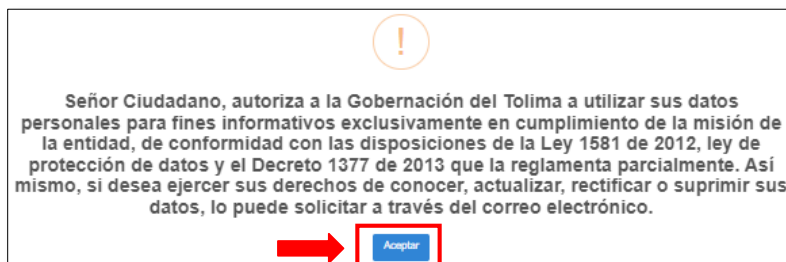 !
Señor Ciudadano, autoriza a la Gobernación del Tolima a utilizar sus datos
personales para fines informativos exclusivamente en cumplimiento de la misión de
la entidad, de conformidad con las disposiciones de la Ley 1581 de 2012, ley de
protección de datos y el Decreto 1377 de 2013 que la reglamenta parcialmente. Así
mismo, si desea ejercer sus derechos de conocer, actualizar, rectificar o suprimir sus
datos, lo puede solicitar a través del correo electrónico.
Aceptar